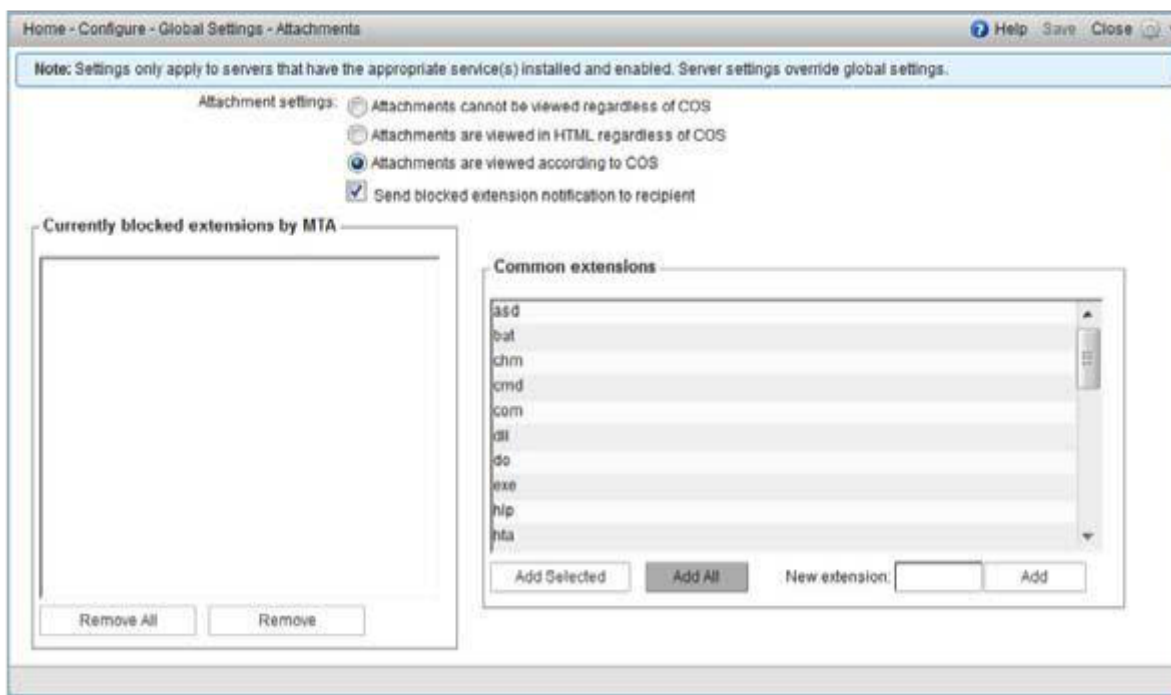 Home - Configure - Global Settings - Attachments
Help Save Close
Note: Settings only apply to servers that have the appropriate service(s) installed and enabled. Server settings override global settings.
Attachment settings: Attachments cannot be viewed regardless of COS
Attachments are viewed in HTML regardless of COS
Attachments are viewed according to COS
Send blocked extension notification to recipient
Currently blocked extensions by MTA
Remove All Remove
Common extensions
asd
bat
chm
cmd
com
dll
do
exe
hlp
hta
Add Selected Add All New extension: Add